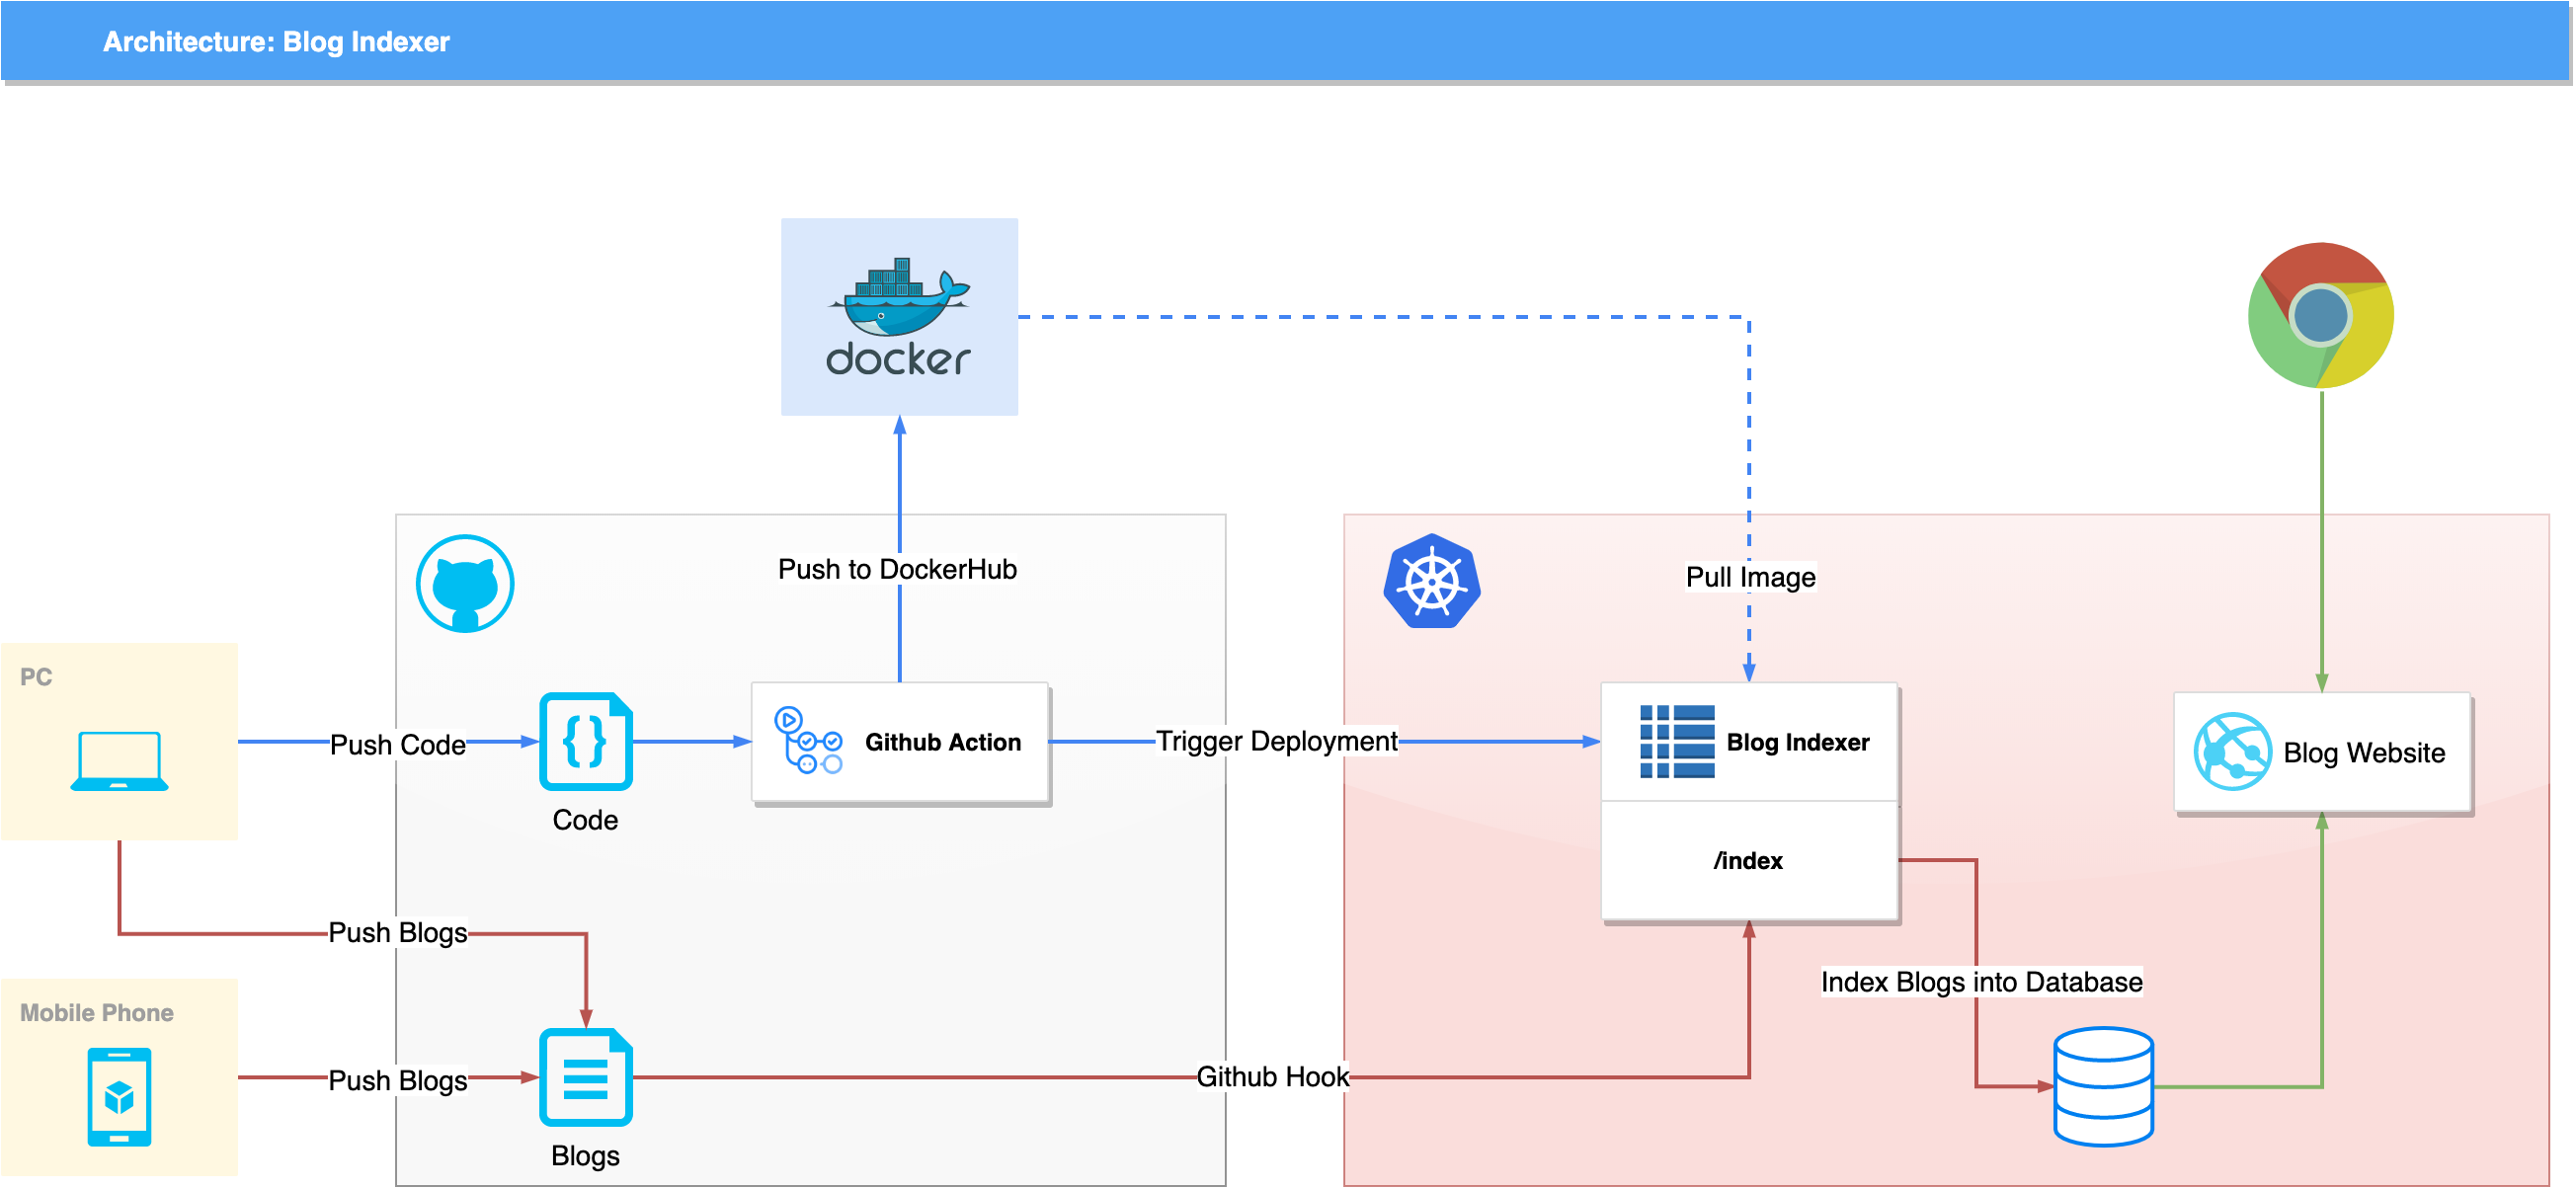 Architecture: Blog Indexer
docker
Push to DockerHub
Pull Image
PC
Push Code
Code
Github Action
Trigger Deployment
Blog Indexer
/index
Blog Website
Push Blogs
Index Blogs into Database
Mobile Phone
Push Blogs
Github Hook
Blogs